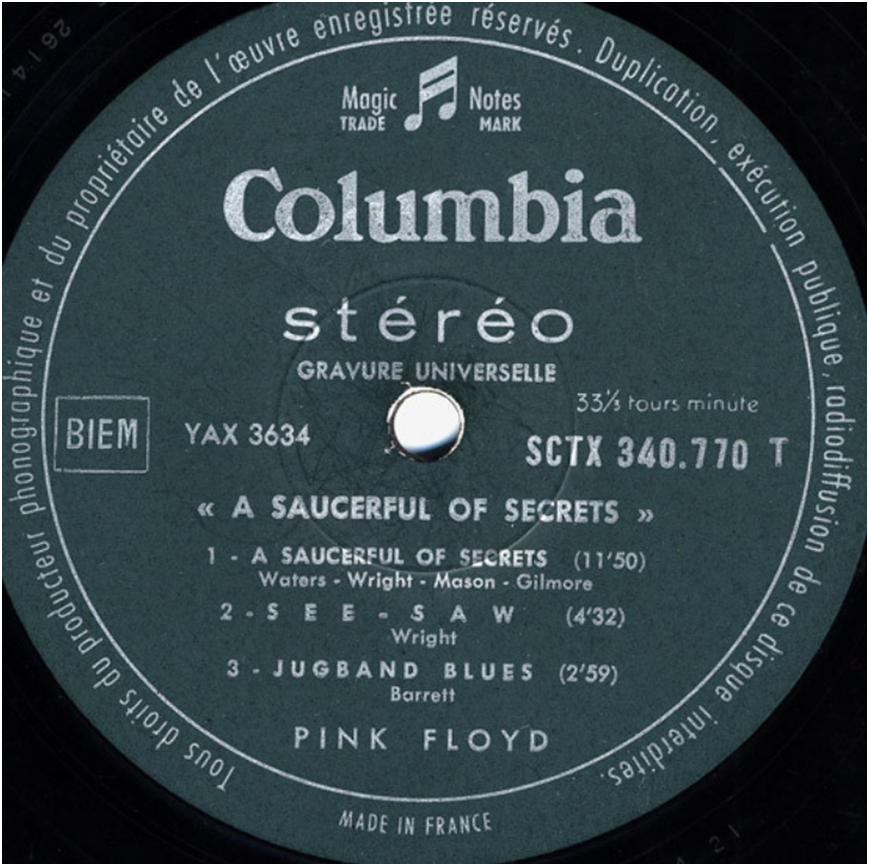 Tous droits du producteur phonographique et du propriétaire de l'œuvre enregistrée réservés. Duplication, exécution publique, radiodiffusion de ce disque interdites.
Magic Notes
TRADE MARK
Columbia
stéréo
GRAVURE UNIVERSELLE
33⅓ tours minute
BIEM YAX 3634 SCTX 340.770 T
« A SAUCERFUL OF SECRETS »
1 - A SAUCERFUL OF SECRETS (11'50)
Waters - Wright - Mason - Gilmore
2 - SEE - SAW (4'32)
Wright
3 - JUGBAND BLUES (2'59)
Barrett
PINK FLOYD
MADE IN FRANCE